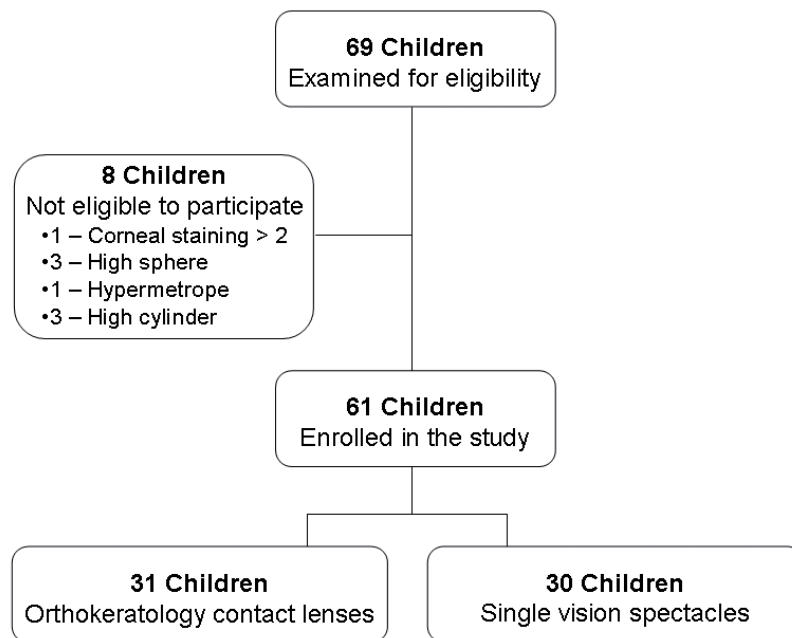 69 Children
Examined for eligibility
8 Children
Not eligible to participate
•1 – Corneal staining > 2
•3 – High sphere
•1 – Hypermetrope
•3 – High cylinder
61 Children
Enrolled in the study
31 Children
Orthokeratology contact lenses
30 Children
Single vision spectacles